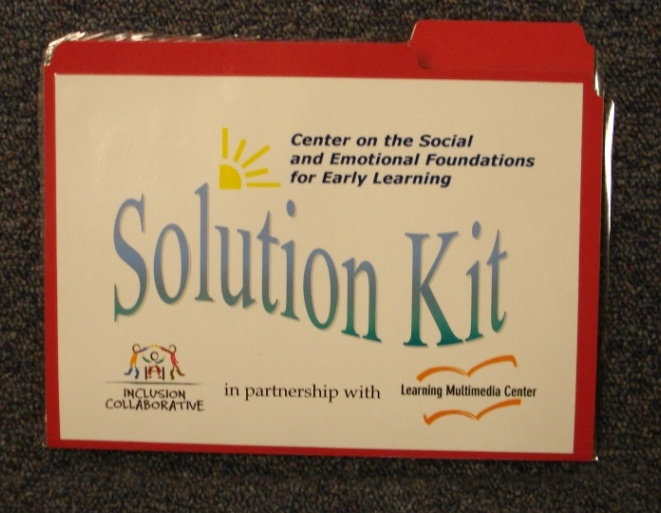 Center on the Social
and Emotional Foundations
for Early Learning
Solution Kit
INCLUSION
COLLABORATIVE
in partnership with
Learning Multimedia Center